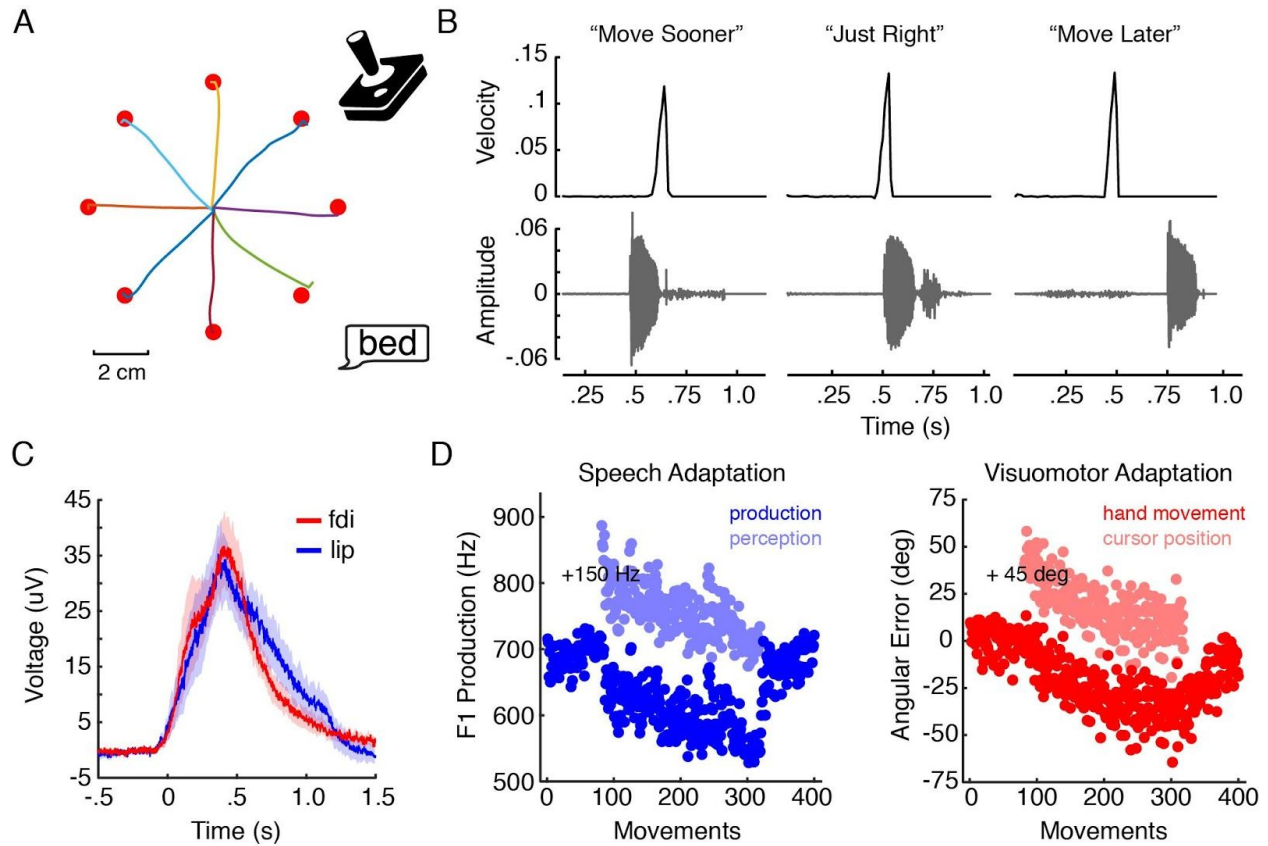 A
bed
2 cm
B
“Move Sooner” “Just Right” “Move Later”
Velocity
.15
.1
.05
0
Amplitude
.06
0
-.06
.25 .5 .75 1.0 .25 .5 .75 1.0 .25 .5 .75 1.0
Time (s)
C
Voltage (uV)
45
35
25
15
5
-5
fdi
lip
-.5 0 .5 1.0 1.5
Time (s)
D
Speech Adaptation
F1 Production (Hz)
900
800
700
600
500
production
perception
+150 Hz
0 100 200 300 400
Movements
Visuomotor Adaptation
Angular Error (deg)
75
50
25
0
-25
-50
-75
hand movement
cursor position
+ 45 deg
0 100 200 300 400
Movements